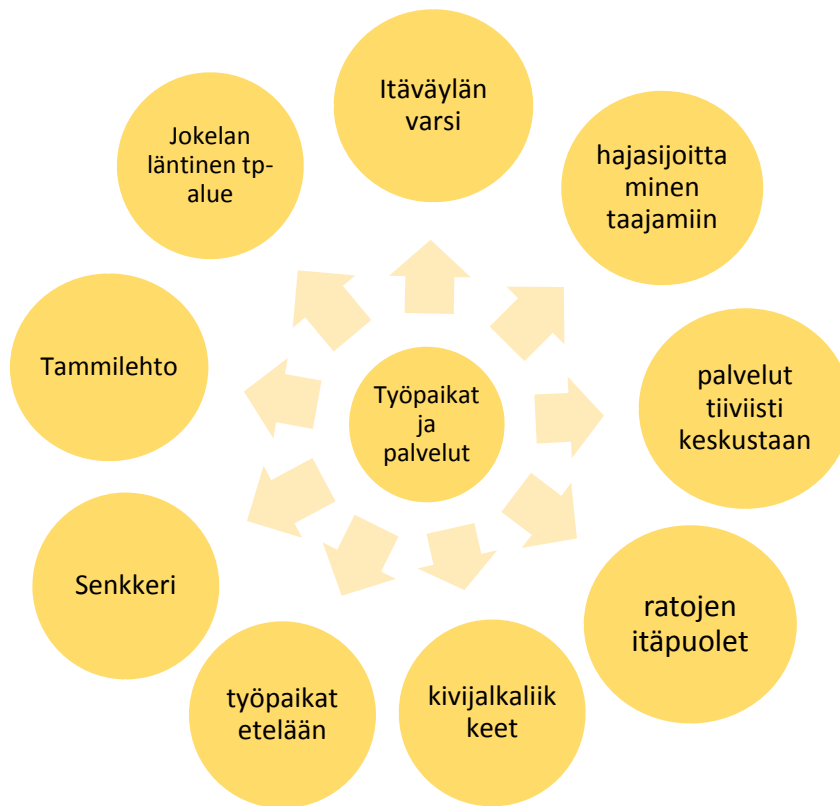 Itäväylän
varsi
hajasijoitta
minen
taajamiin
palvelut
tiiviisti
keskustaan
ratojen
itäpuolet
kivijalkaliik
keet
työpaikat
etelään
Senkkeri
Tammilehto
Jokelan
läntinen tp-
alue
Työpaikat
ja
palvelut